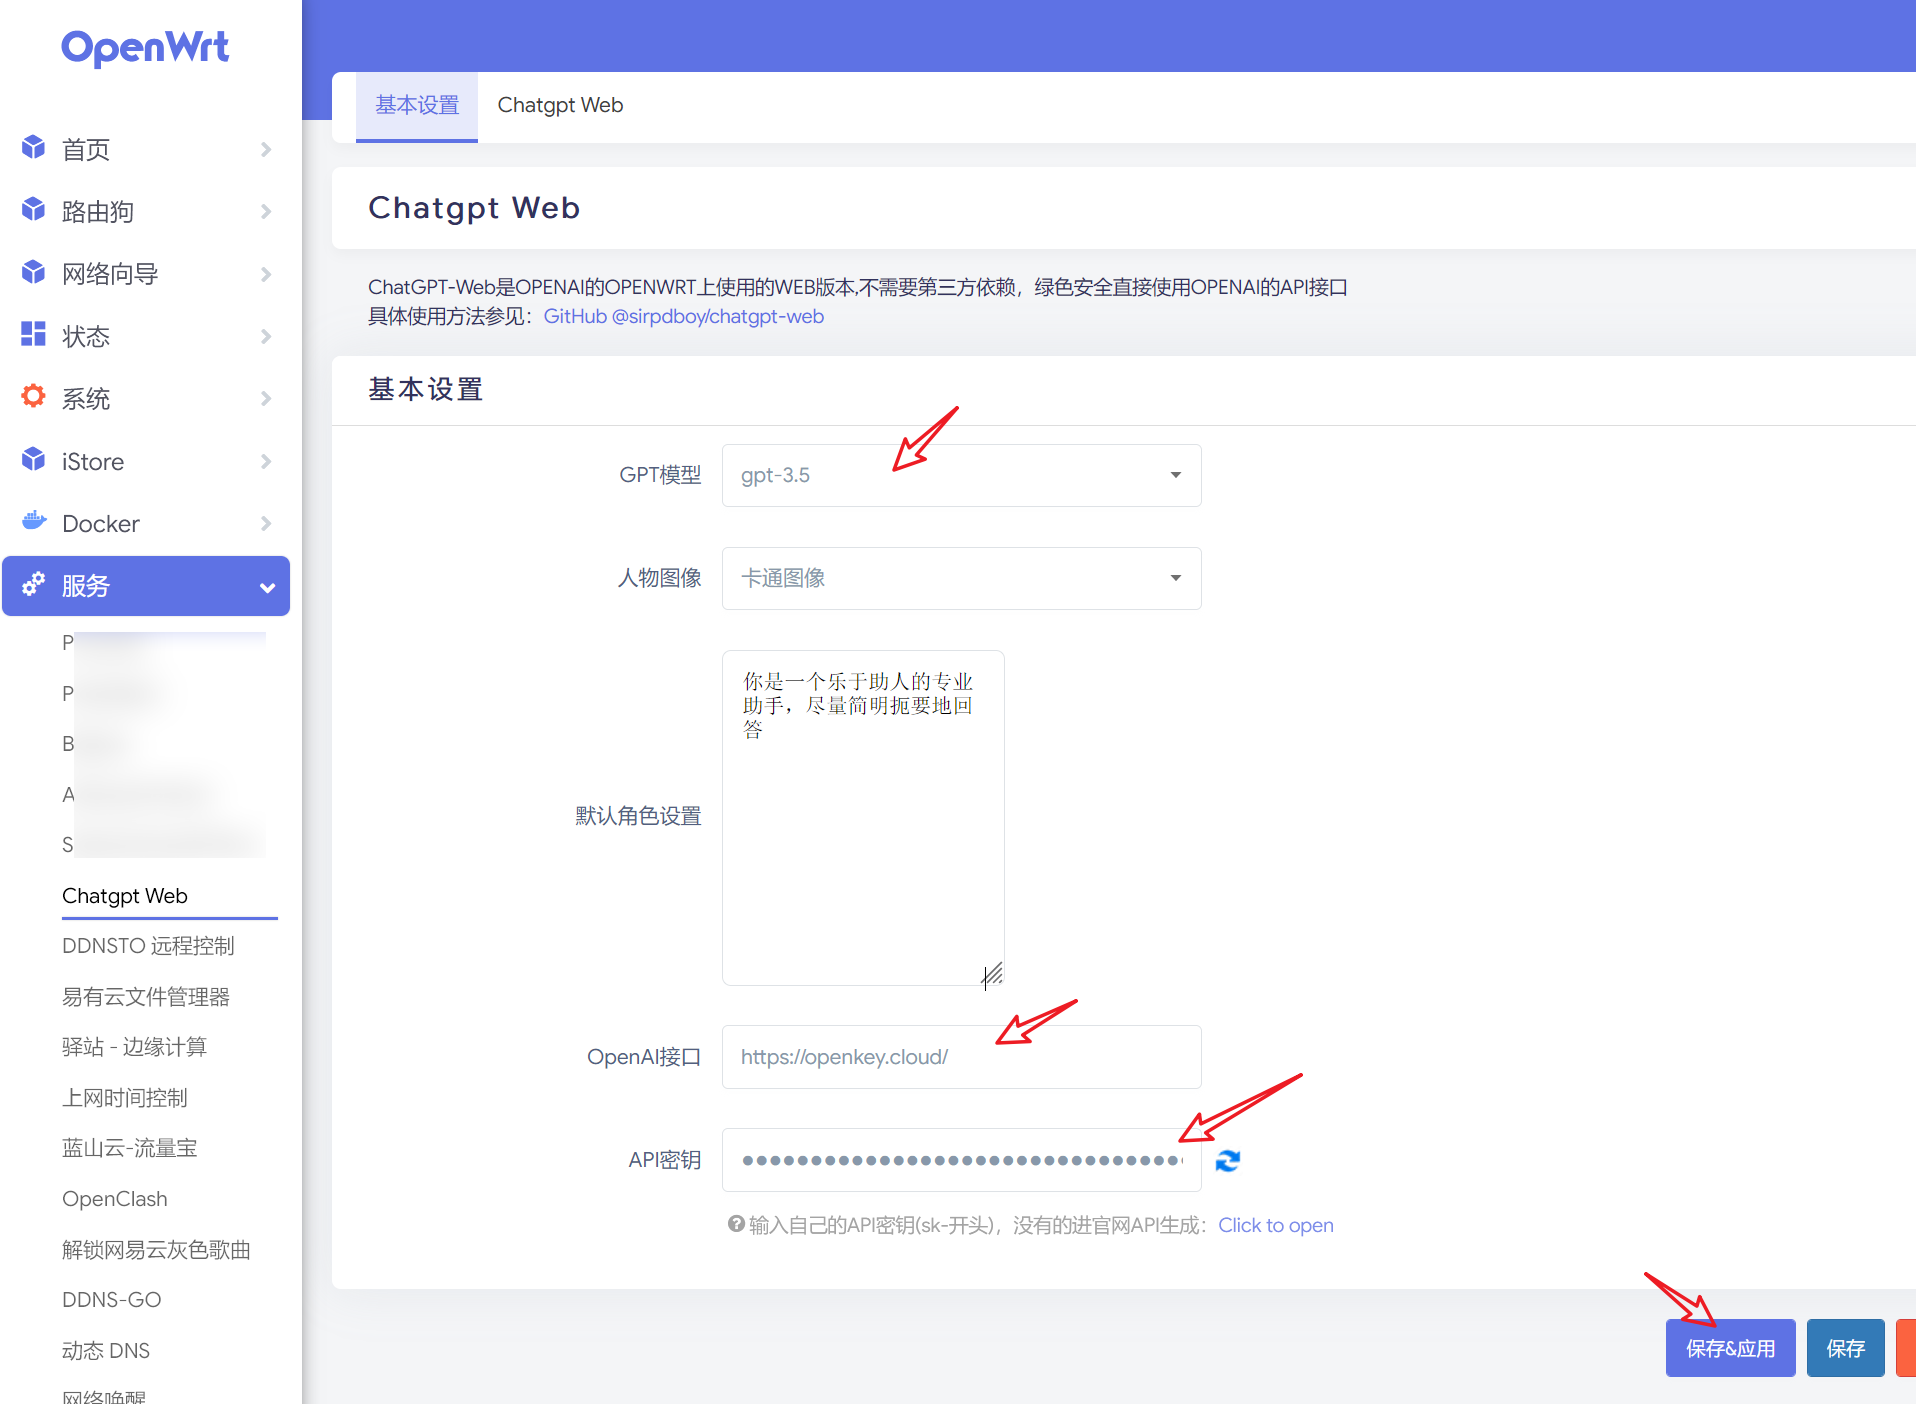 OpenWrt
首页
路由狗
网络向导
状态
系统
iStore
Docker
服务
P
P
B
A
S
Chatgpt Web
DDNSTO 远程控制
易有云文件管理器
驿站 - 边缘计算
上网时间控制
蓝山云-流量宝
OpenClash
解锁网易云灰色歌曲
DDNS-GO
动态 DNS
网络唤醒
基本设置
Chatgpt Web
Chatgpt Web
ChatGPT-Web是OPENAI的OPENWRT上使用的WEB版本,不需要第三方依赖，绿色安全直接使用OPENAI的API接口
具体使用方法参见：GitHub @sirpdboy/chatgpt-web
基本设置
GPT模型
gpt-3.5
人物图像
卡通图像
默认角色设置
你是一个乐于助人的专业
助手，尽量简明扼要地回
答
OpenAI接口
https://openkey.cloud/
API密钥
输入自己的API密钥(sk-开头)，没有的进官网API生成：Click to open
保存&应用
保存